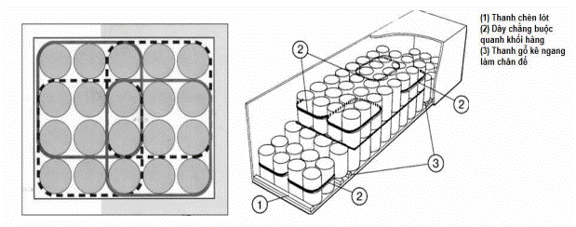 (1) Thanh chèn lót
(2) Dây chằng buộc
quanh khối hàng
(3) Thanh gỗ kê ngang
làm chân đế
2
2
3
2
1